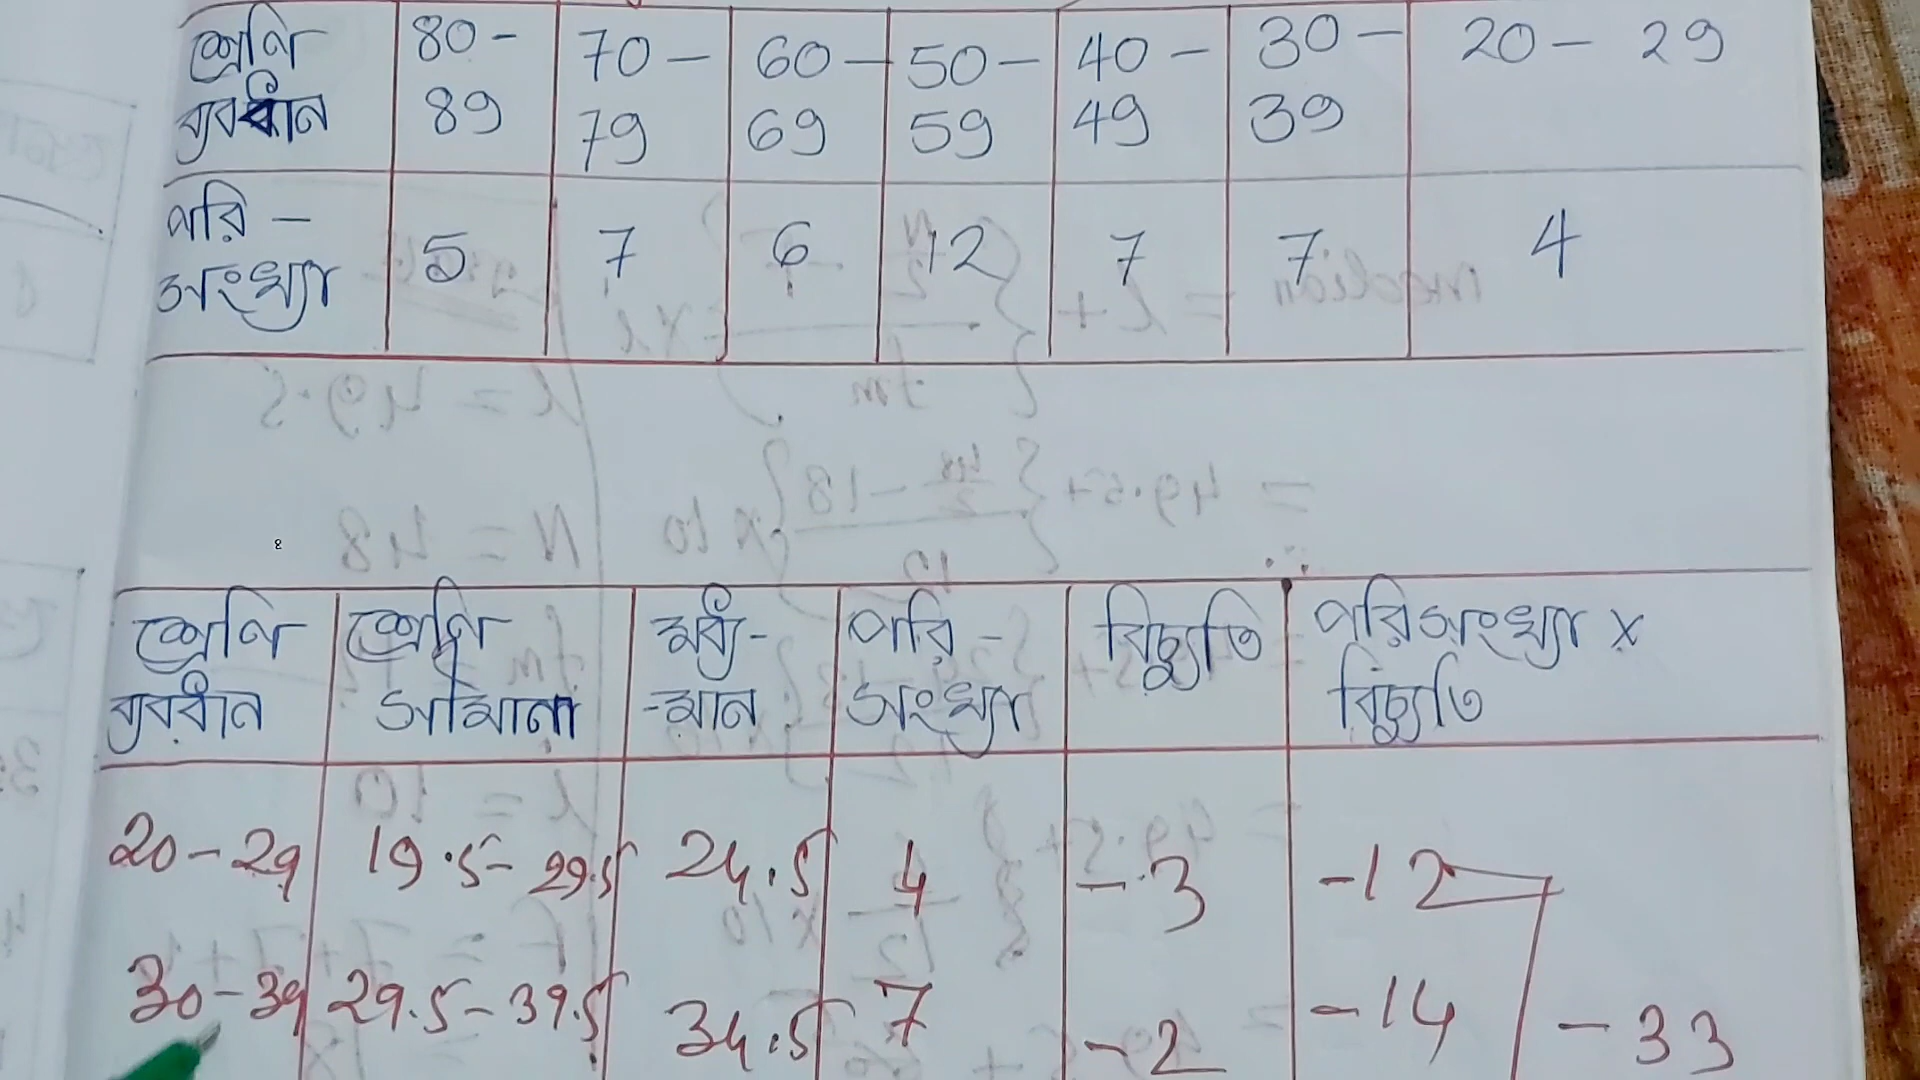 শ্রেণি 80- 70- 60- 50- 40- 30- 20- 29
ব্যবধান 89 79 69 59 49 39
পরি-
সংখ্যা 5 7 6 12 7 7 4
শ্রেণি শ্রেণি মধ্য- পরি- বিচ্যুতি পরিসংখ্যা x
ব্যবধান সীমানা -মান সংখ্যা বিচ্যুতি
20-29 19.5-29.5 24.5 4 -3 -12
30-39 29.5-39.5 34.5 7 -2 -14 -33